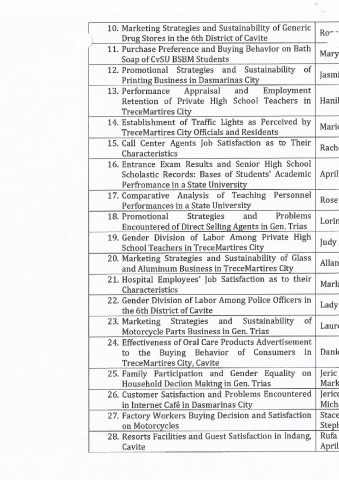 10. Marketing Strategies and Sustainability of Generic
Drug Stores in the 6th District of Cavite
11. Purchase Preference and Buying Behavior on Bath Mary
Soap of CvSU BSBM Students
12. Promotional Strategies and Sustainability of Jasmi
Printing Business in Dasmarinas City
13. Performance Appraisal and Employment
Retention of Private High School Teachers in Hanil
TreceMartires City
14. Establishment of Traffic Lights as Perceived by Mario
TreceMartires City Officials and Residents
15. Call Center Agents Job Satisfaction as to Their Rach
Characteristics
16. Entrance Exam Results and Senior High School
Scholastic Records: Bases of Students' Academic April
Perfromance in a State University
17. Comparative Analysis of Teaching Personnel Rose
Performances in a State University
18. Promotional Strategies and Problems Lorin
Encountered of Direct Selling Agents in Gen. Trias
19. Gender Division of Labor Among Private High Judy
School Teachers in TreceMartires City
20. Marketing Strategies and Sustainability of Glass Allan
and Aluminum Business in TreceMartires City
21. Hospital Employees' Job Satisfaction as to their
Characteristics
22. Gender Division of Labor Among Police Officers in Lady
the 6th District of Cavite
23. Marketing Strategies and Sustainability of Laure
Motorcycle Parts Business in Gen. Trias
24. Effectiveness of Oral Care Products Advertisement
to the Buying Behavior of Consumers in
TreceMartires City, Cavite
25. Family Participation and Gender Equality on Jeric
Household Decion Making in Gen. Trias Mark
26. Customer Satisfaction and Problems Encountered Jerico
in Internet Café in Dasmarinas City Mich
27. Factory Workers Buying Decision and Satisfaction Stace
on Motorcycles Steph
28. Resorts Facilities and Guest Satisfaction in Indang, Rufa
Cavite April